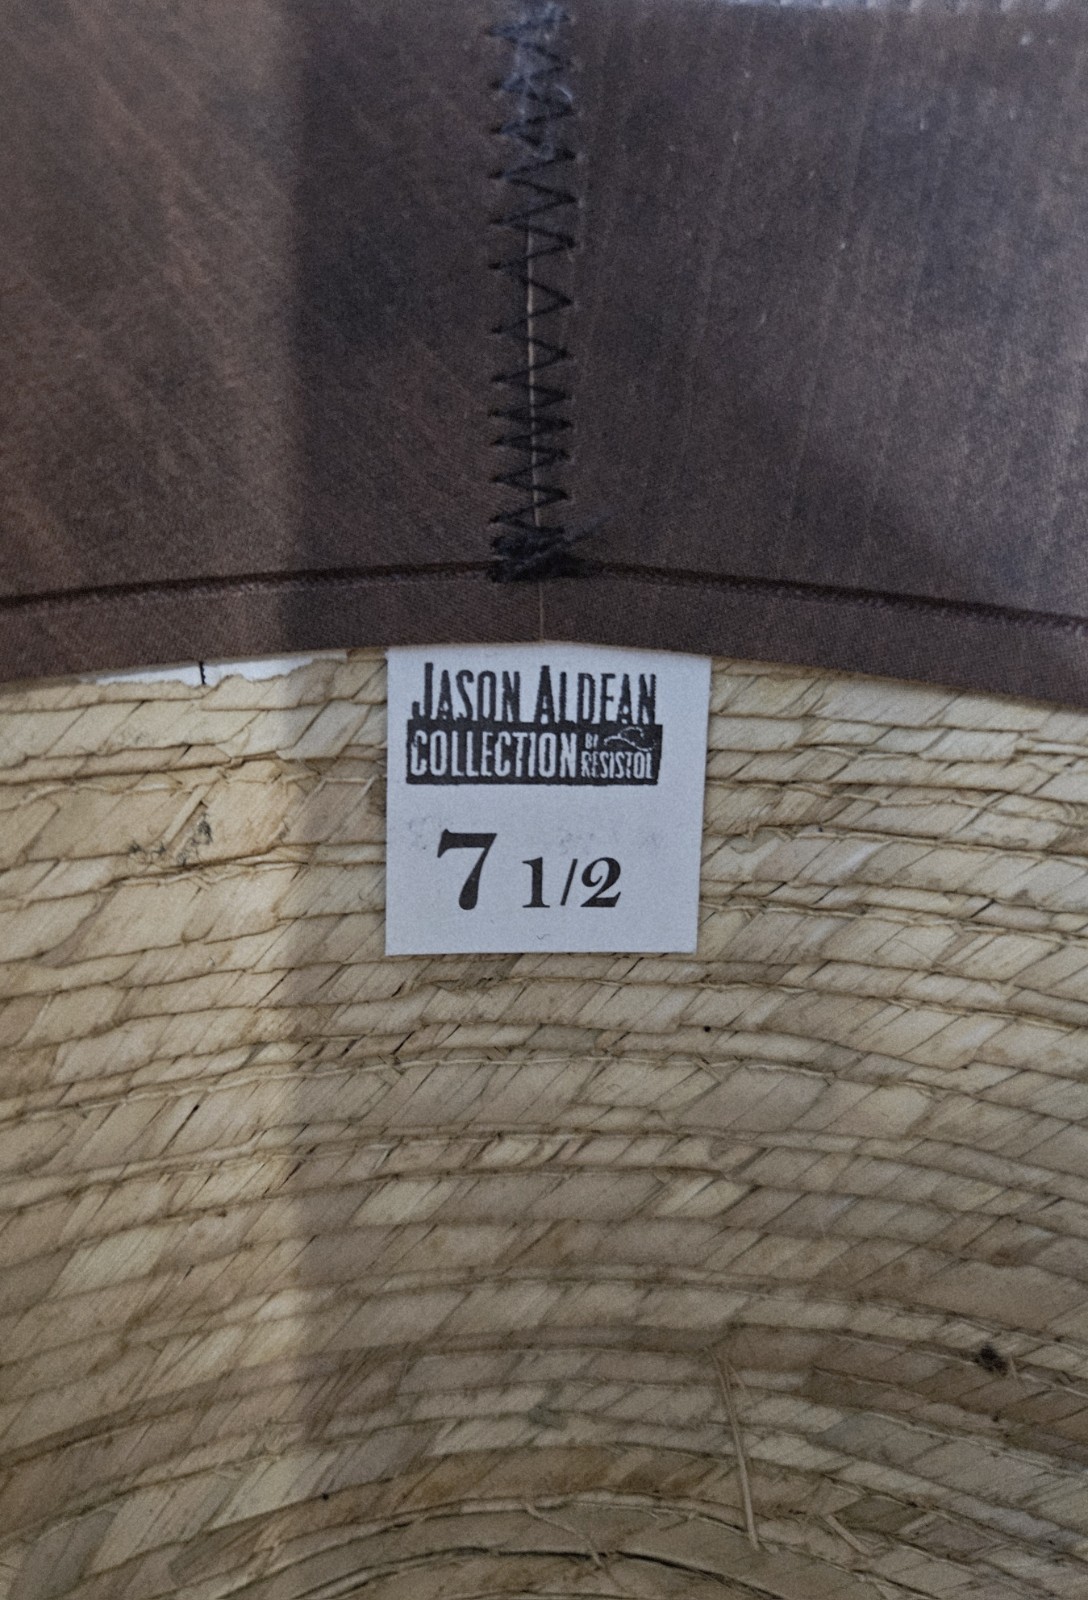 JASON ALDEAN
COLLECTION BY RESISTOL
7 1/2